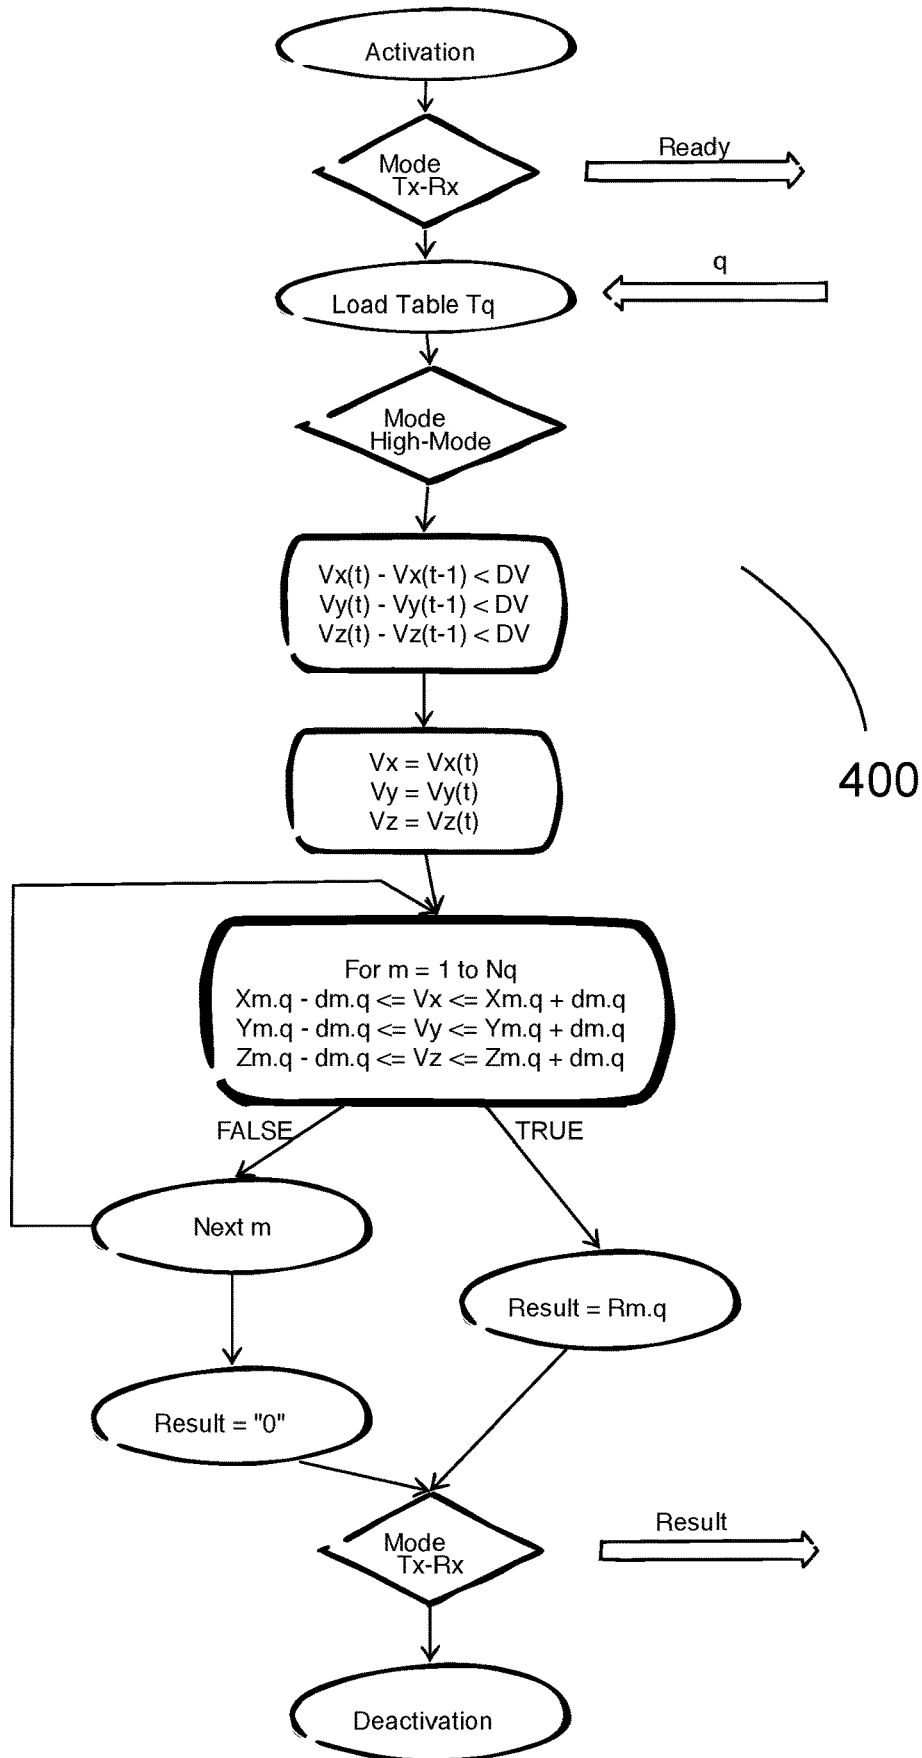 Activation
Mode
Tx-Rx
Ready
q
Load Table Tq
Mode
High-Mode
Vx(t) - Vx(t-1) < DV
Vy(t) - Vy(t-1) < DV
Vz(t) - Vz(t-1) < DV
400
Vx = Vx(t)
Vy = Vy(t)
Vz = Vz(t)
For m = 1 to Nq
Xm.q - dm.q <= Vx <= Xm.q + dm.q
Ym.q - dm.q <= Vy <= Ym.q + dm.q
Zm.q - dm.q <= Vz <= Zm.q + dm.q
FALSE
TRUE
Next m
Result = Rm.q
Result = "0"
Mode
Tx-Rx
Result
Deactivation